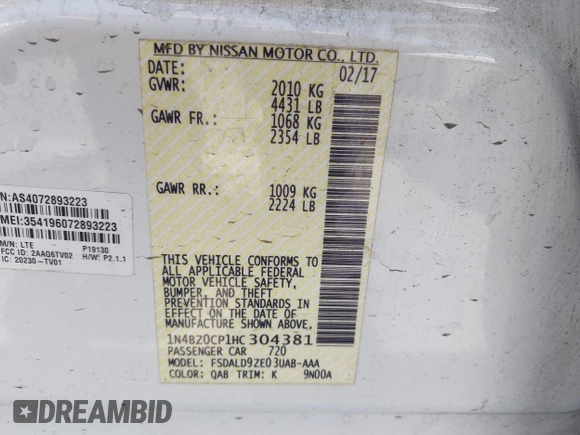 MFD BY NISSAN MOTOR CO., LTD.
DATE: 02/17
GVWR: 2010 KG
4431 LB
GAWR FR.: 1068 KG
2354 LB
GAWR RR.: 1009 KG
2224 LB
THIS VEHICLE CONFORMS TO
ALL APPLICABLE FEDERAL
MOTOR VEHICLE SAFETY,
BUMPER, AND THEFT
PREVENTION STANDARDS IN
EFFECT ON THE DATE OF
MANUFACTURE SHOWN ABOVE.
1N4BZ0CP1HC304381
PASSENGER CAR 720
MODEL: FSDALD9ZE03UAB-AAA
COLOR: QAB TRIM: K 9N00A
N:AS4072893223
MEI:354196072893223
M/N: LTE P19130
FCC ID: 2AAQ6TV02 H/W: P2.1.1
IC: 20230-TV01
DREAMBID